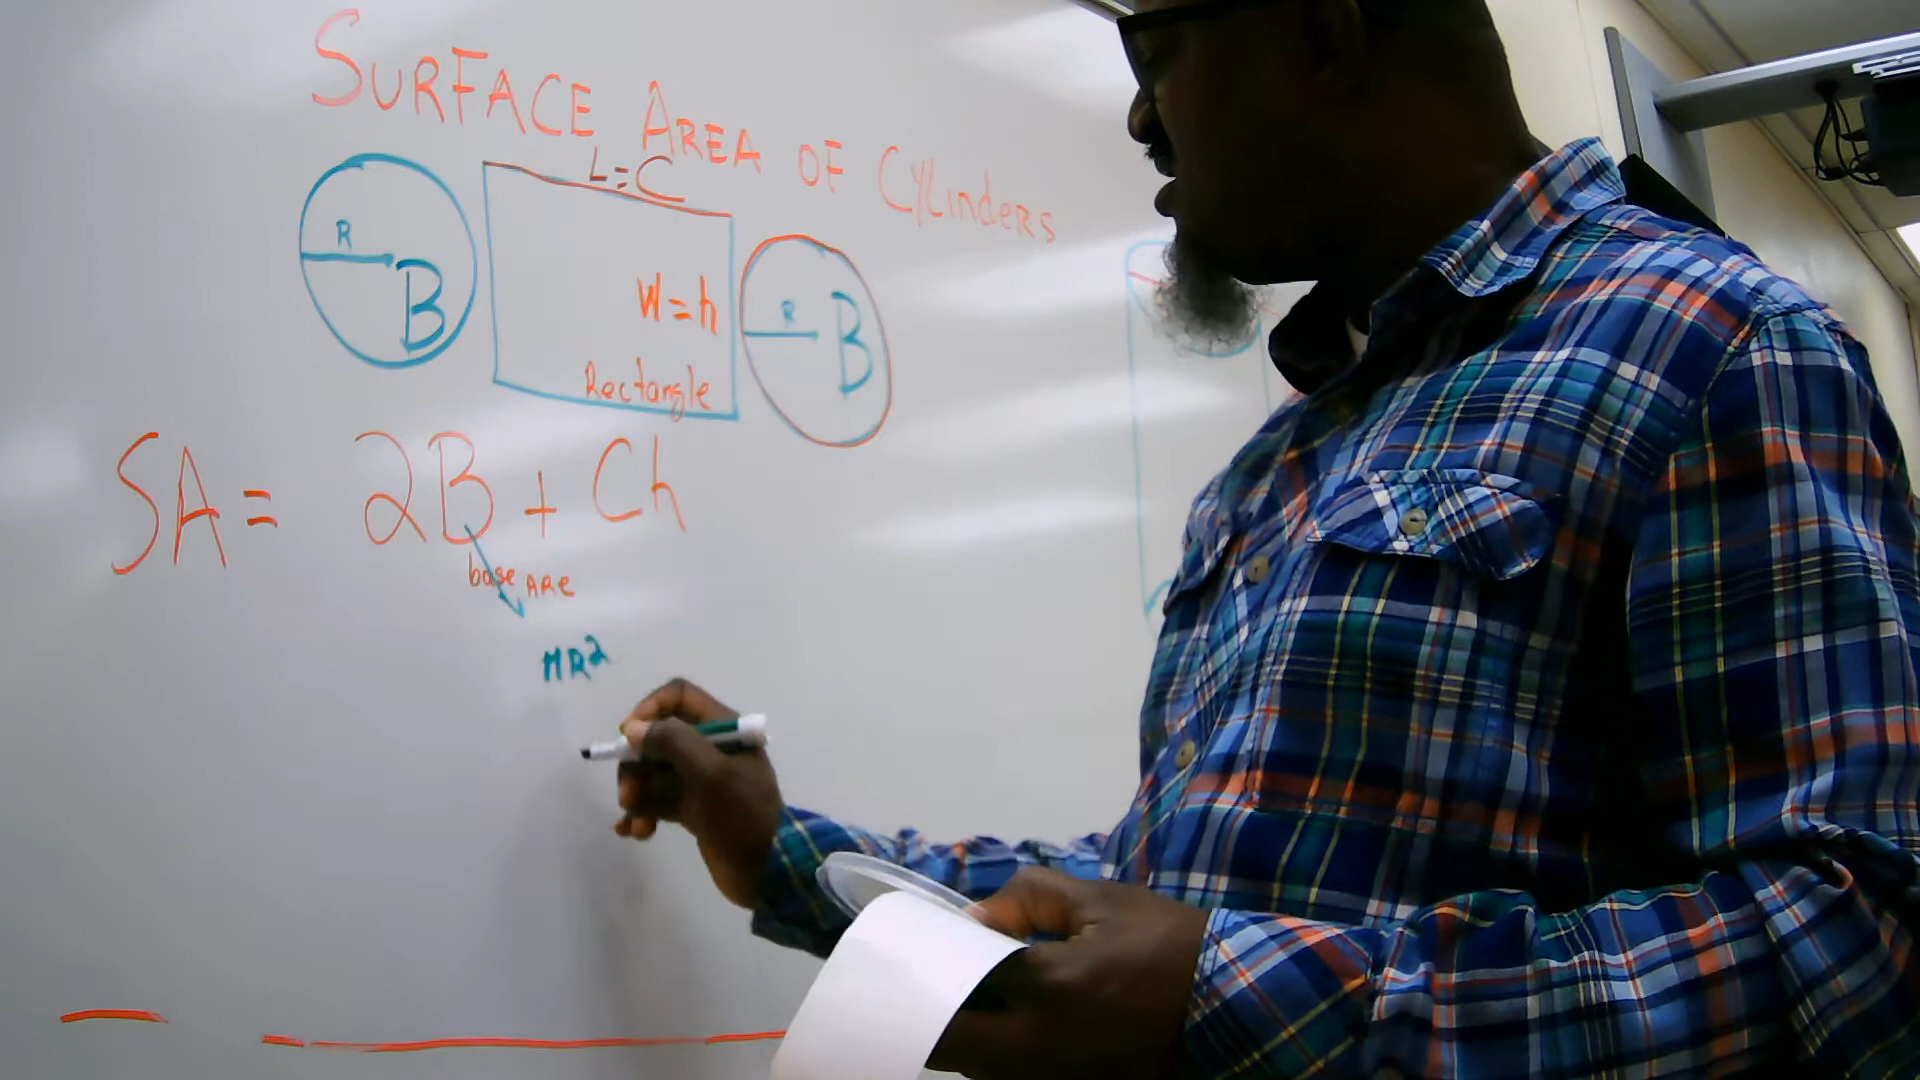 SURFACE AREA OF Cylinders
L=C
R
B
W=h
Rectangle
R
B
SA= 2B + Ch
base are
πR²